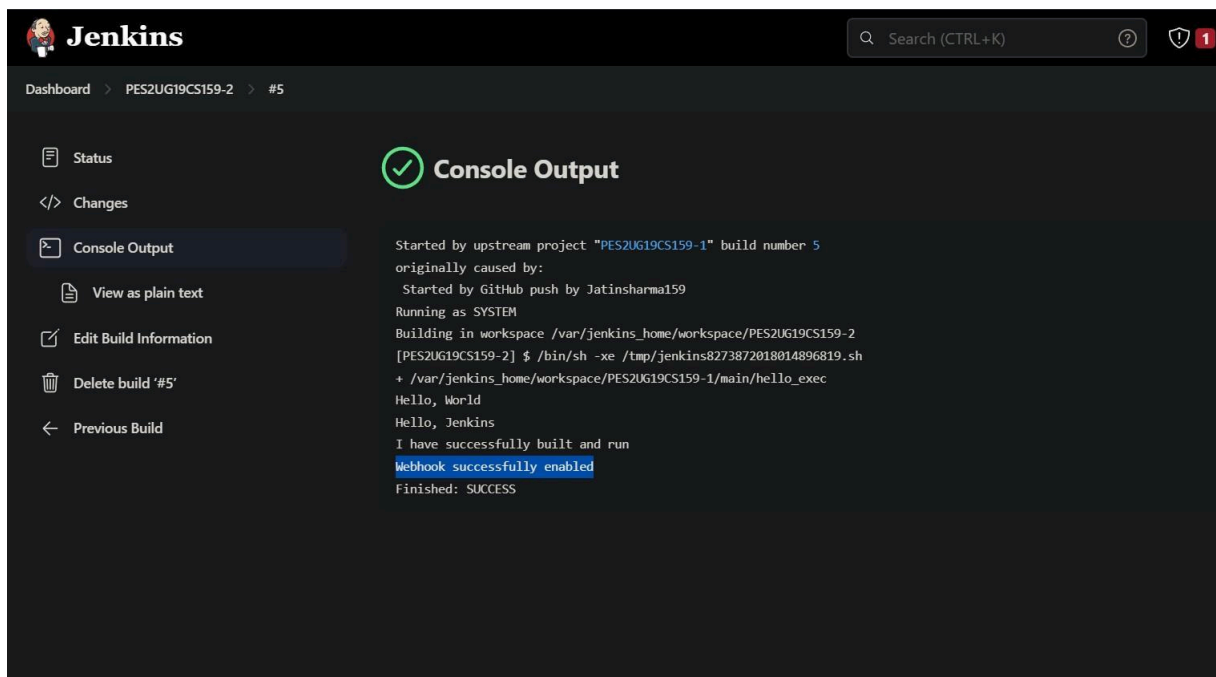 Jenkins
Search (CTRL+K)
1
Dashboard > PES2UG19CS159-2 > #5
Status
</> Changes
Console Output
View as plain text
Edit Build Information
Delete build '#5'
Previous Build
Console Output
Started by upstream project "PES2UG19CS159-1" build number 5
originally caused by:
Started by GitHub push by Jatinsharma159
Running as SYSTEM
Building in workspace /var/jenkins_home/workspace/PES2UG19CS159-2
[PES2UG19CS159-2] $ /bin/sh -xe /tmp/jenkins8273872018014896819.sh
+ /var/jenkins_home/workspace/PES2UG19CS159-1/main/hello_exec
Hello, World
Hello, Jenkins
I have successfully built and run
Webhook successfully enabled
Finished: SUCCESS